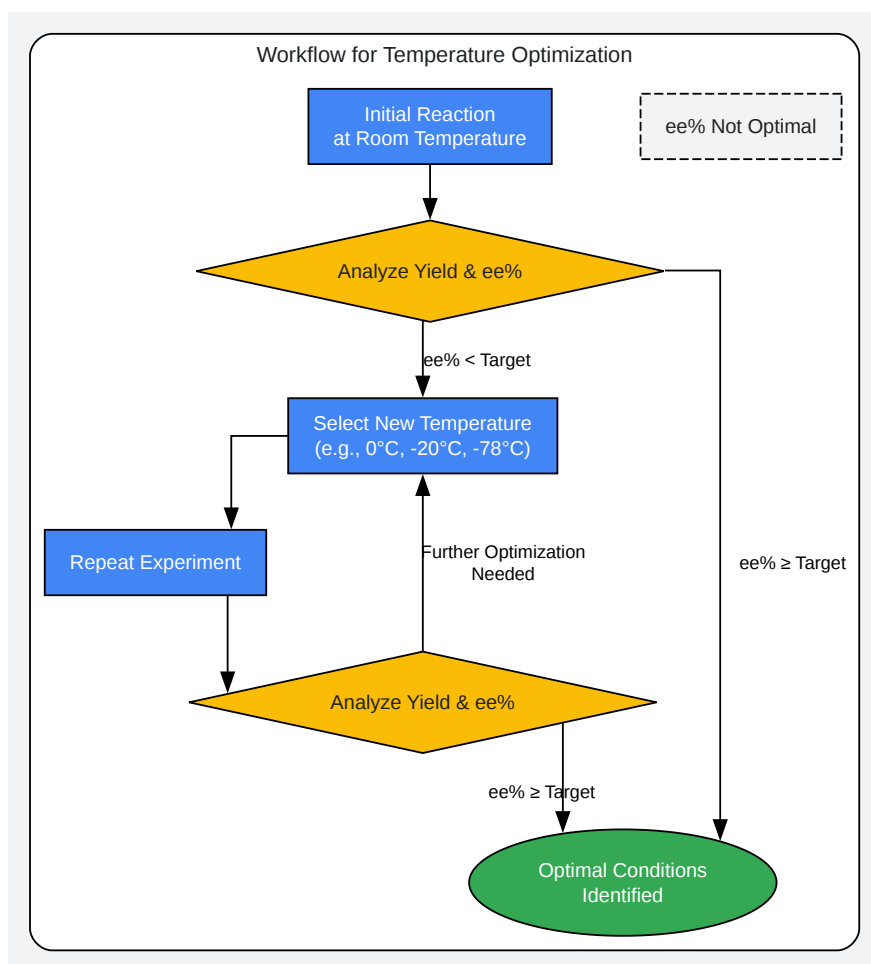 Workflow for Temperature Optimization
Initial Reaction
at Room Temperature
ee% Not Optimal
Analyze Yield & ee%
ee% < Target
Select New Temperature
(e.g., 0°C, -20°C, -78°C)
Further Optimization
Needed
Repeat Experiment
ee% ≥ Target
Analyze Yield & ee%
ee% ≥ Target
Optimal Conditions
Identified